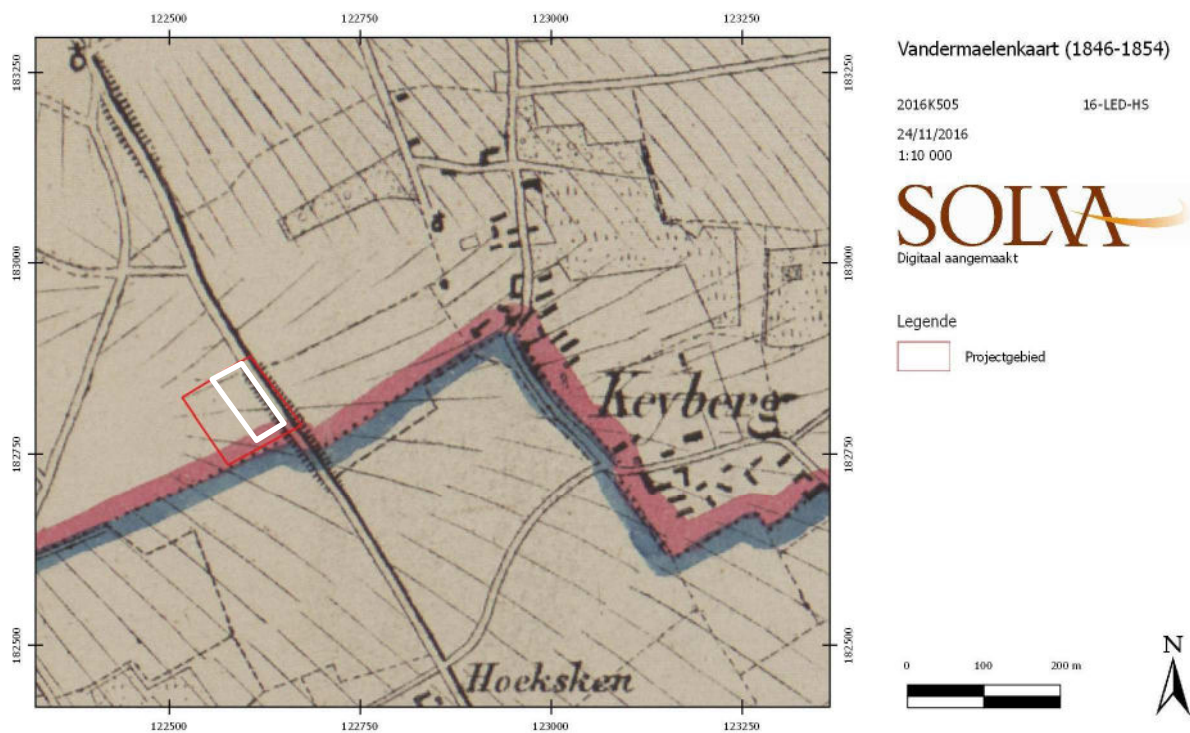 122500 122750 123000 123250
183250 183250
183000 183000
182750 182750
182500 182500
Keyberg
Hoeksken
122500 122750 123000 123250
Vandermaelenkaart (1846-1854)
2016K505 16-LED-HS
24/11/2016
1:10 000
SOLVA
Digitaal aangemaakt
Legende
Projectgebied
N
0 100 200 m